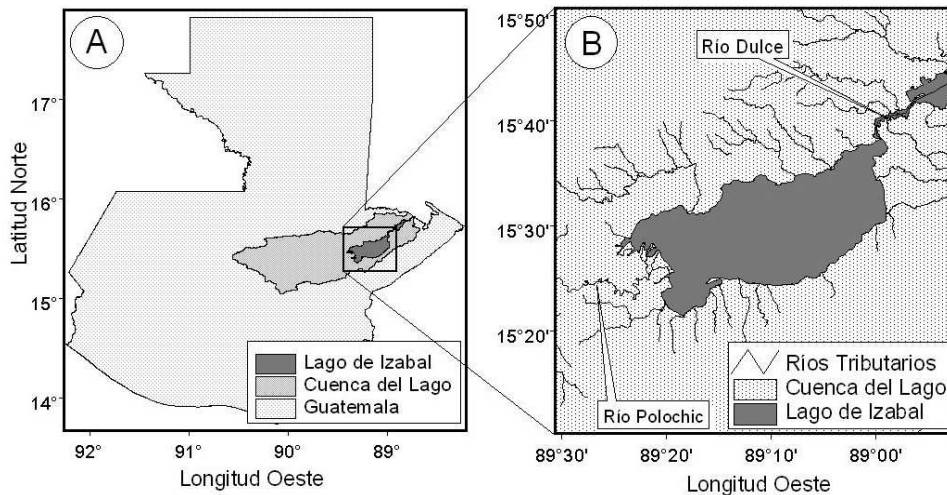 A
Latitud Norte
17°
16°
15°
14°
92°
91°
90°
89°
Longitud Oeste
Lago de Izabal
Cuenca del Lago
Guatemala
B
15°50'
15°40'
15°30'
15°20'
89°30'
89°20'
89°10'
89°00'
Longitud Oeste
Río Dulce
Río Polochic
Ríos Tributarios
Cuenca del Lago
Lago de Izabal